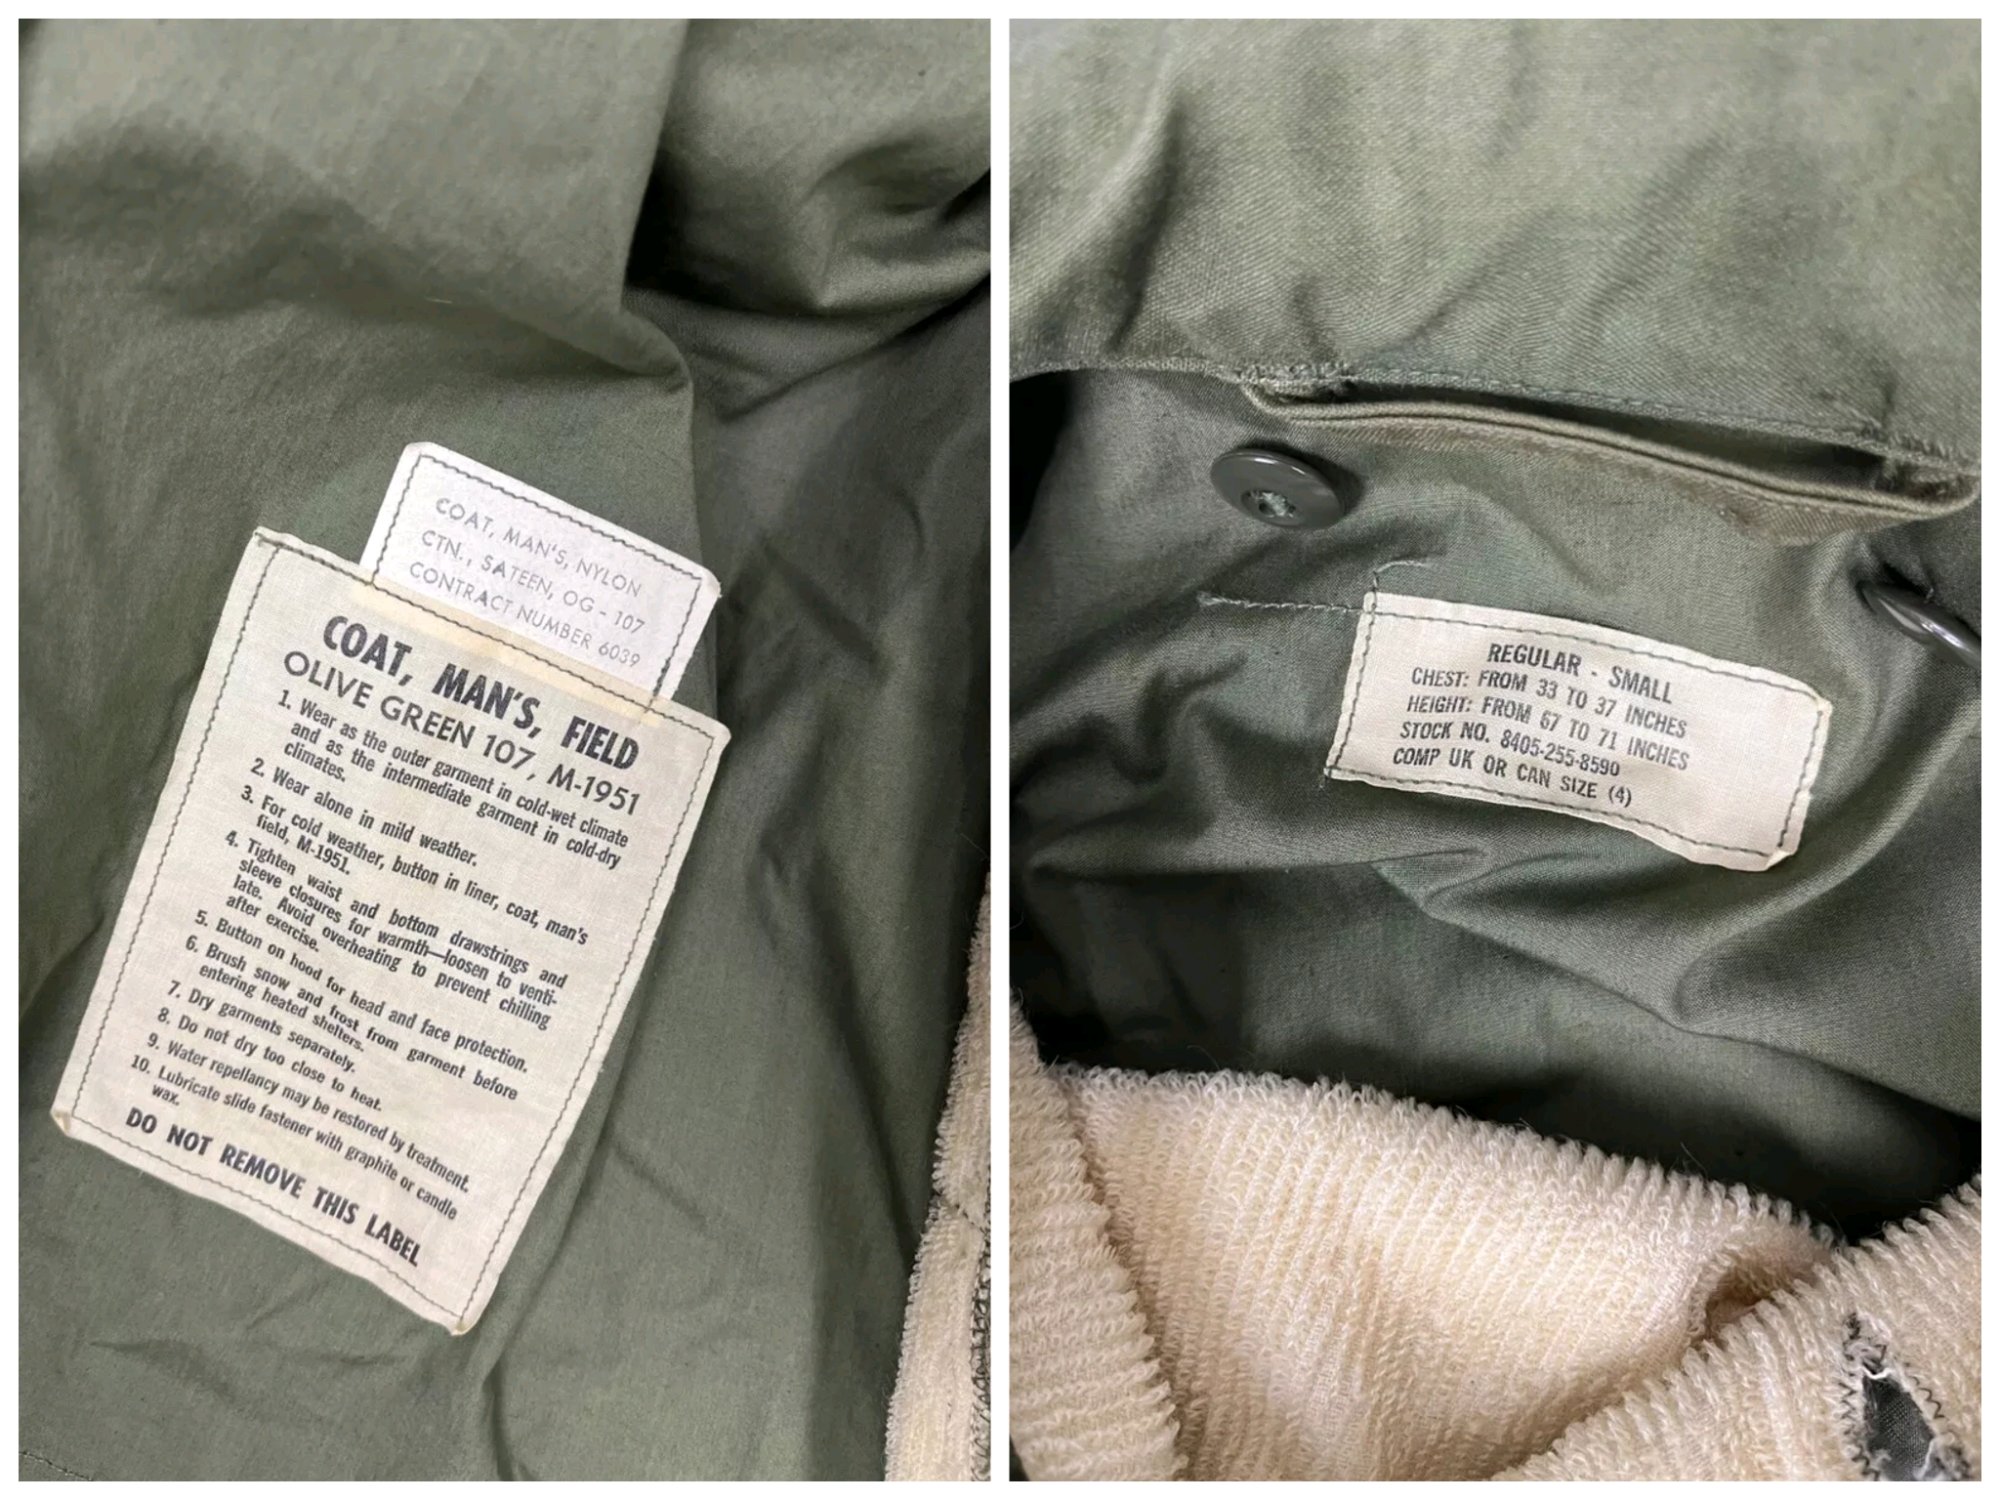 COAT, MAN'S, NYLON
CTN., SATEEN, OG - 107
CONTRACT NUMBER 6039
COAT, MAN'S, FIELD
OLIVE GREEN 107, M-1951
1. Wear as the outer garment in cold-wet climate
and as the intermediate garment in cold-dry
climates.
2. Wear alone in mild weather.
3. For cold weather, button in liner, coat, man's
field, M-1951.
4. Tighten waist and bottom drawstrings and
sleeve closures for warmth—loosen to venti-
late. Avoid overheating to prevent chilling
after exercise.
5. Button on hood for head and face protection.
6. Brush snow and frost from garment before
entering heated shelters.
7. Dry garments separately.
8. Do not dry too close to heat.
9. Water repellancy may be restored by treatment.
10. Lubricate slide fastener with graphite or candle
wax.
DO NOT REMOVE THIS LABEL
REGULAR - SMALL
CHEST: FROM 33 TO 37 INCHES
HEIGHT: FROM 67 TO 71 INCHES
STOCK NO. 8405-255-8590
COMP UK OR CAN SIZE (4)